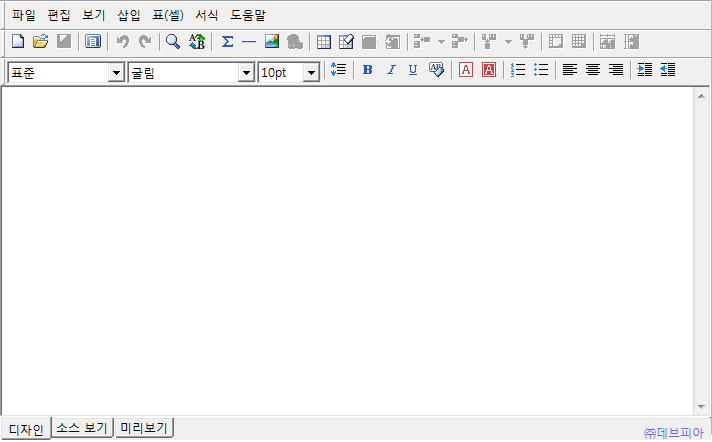 파일 편집 보기 삽입 표(셀) 서식 도움말
표준 굴림 10pt B I U A A
디자인 소스 보기 미리보기
㈜데브피아